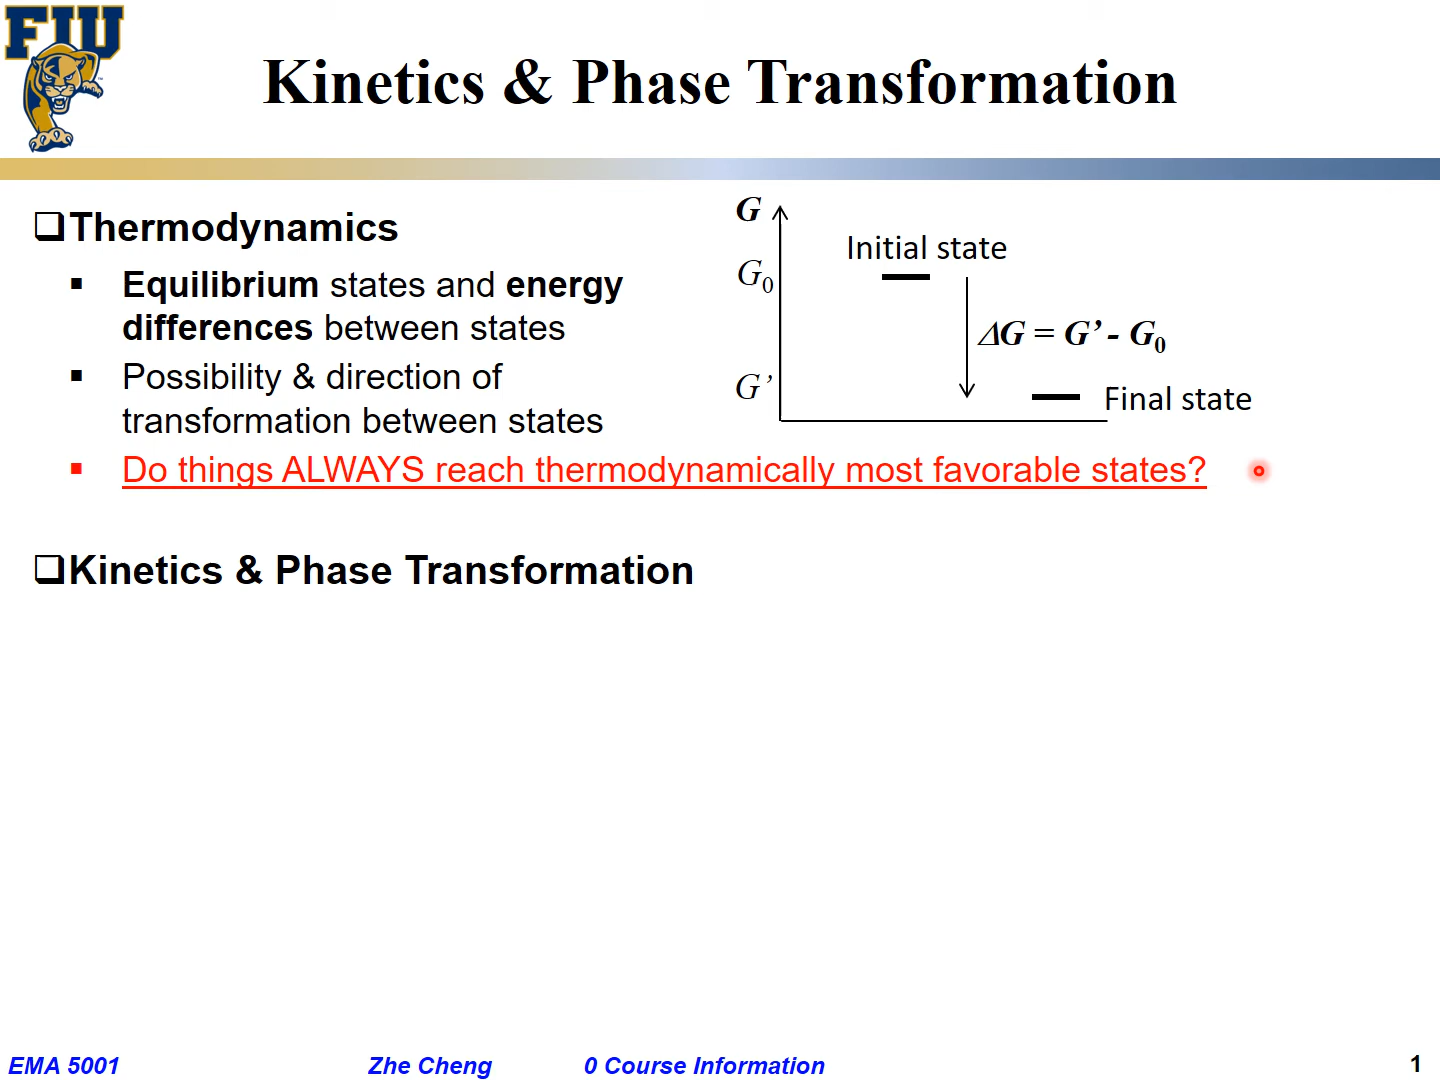 FIU
Kinetics & Phase Transformation
Thermodynamics
Equilibrium states and energy
differences between states
Possibility & direction of
transformation between states
Do things ALWAYS reach thermodynamically most favorable states?
G
G0
G’
Initial state
ΔG = G’ - G0
Final state
Kinetics & Phase Transformation
EMA 5001
Zhe Cheng
0 Course Information
1